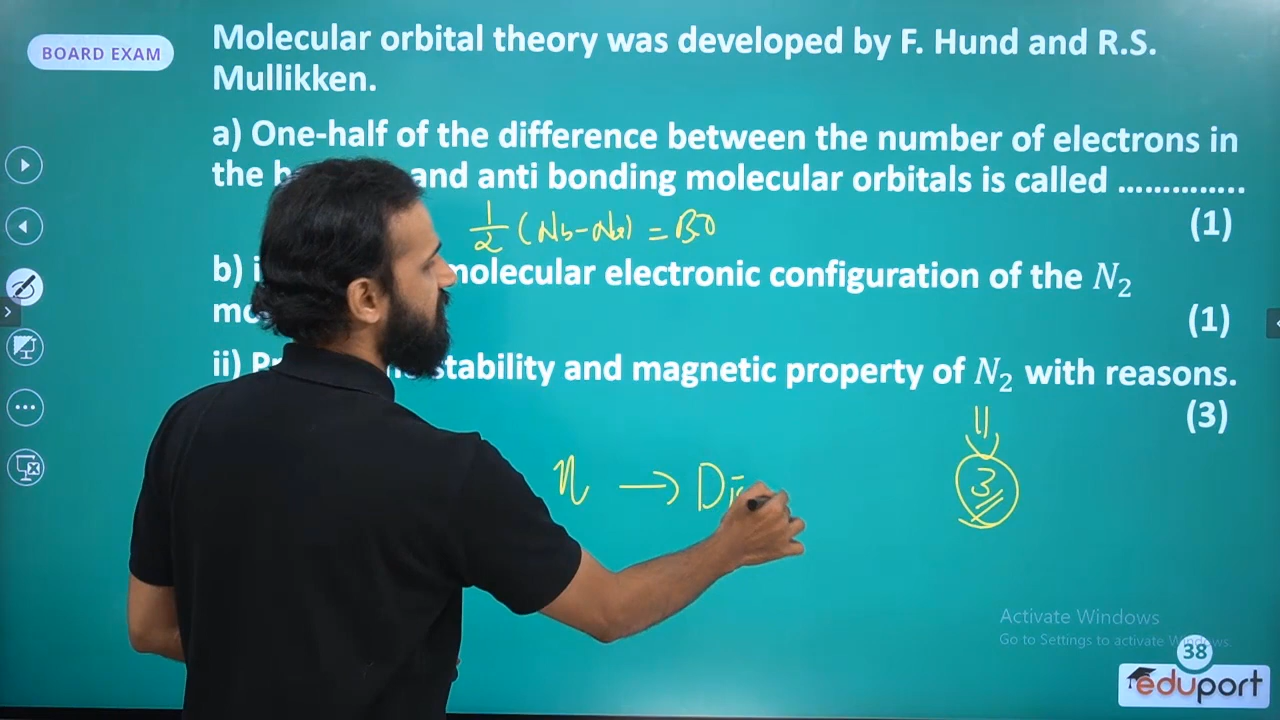 BOARD EXAM
Molecular orbital theory was developed by F. Hund and R.S.
Mullikken.
a) One-half of the difference between the number of electrons in
the and anti bonding molecular orbitals is called ..............
(1)
1/2 (Nb-Na) = BO
b) i molecular electronic configuration of the N₂
(1)
ii) stability and magnetic property of N₂ with reasons.
(3)
3
→
Activate Windows
Go to Settings to activate Windows.
38
eduport